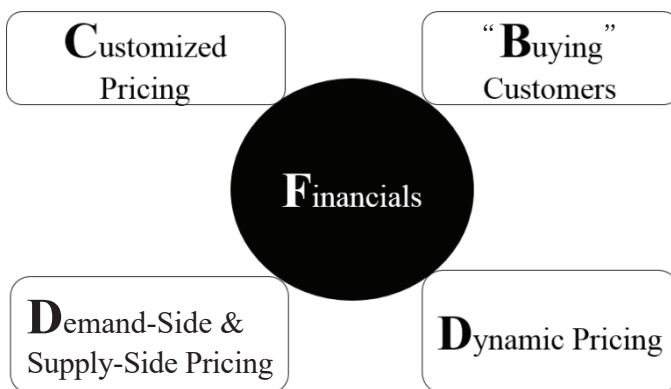 Customized
Pricing
“Buying”
Customers
Financials
Demand-Side &
Supply-Side Pricing
Dynamic Pricing